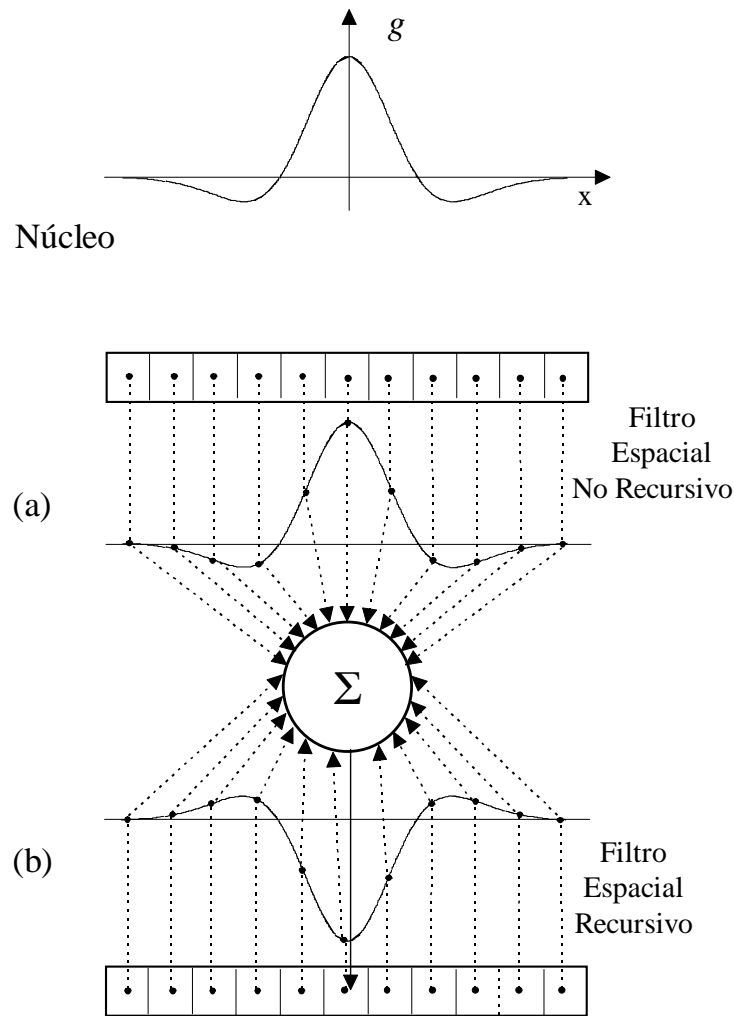 g
x
Núcleo
Filtro
Espacial
No Recursivo
(a)
Σ
(b)
Filtro
Espacial
Recursivo